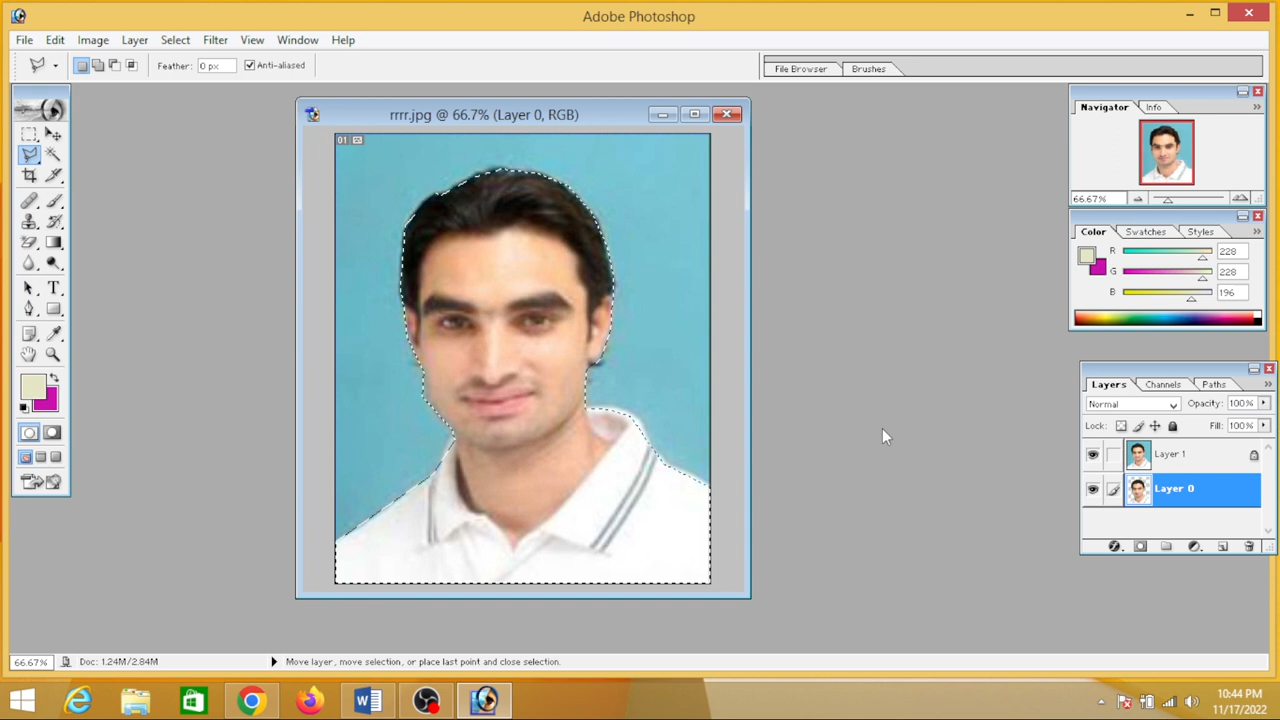 Adobe Photoshop
File Edit Image Layer Select Filter View Window Help
Feather: 0 px Anti-aliased
File Browser Brushes
rrrr.jpg @ 66.7% (Layer 0, RGB)
01
Navigator Info
66.67%
Color Swatches Styles
R 228
G 228
B 196
Layers Channels Paths
Normal Opacity: 100%
Lock: Fill: 100%
Layer 1
Layer 0
66.67% Doc: 1.24M/2.84M Move layer, move selection, or place last point and close selection.
10:44 PM
11/17/2022